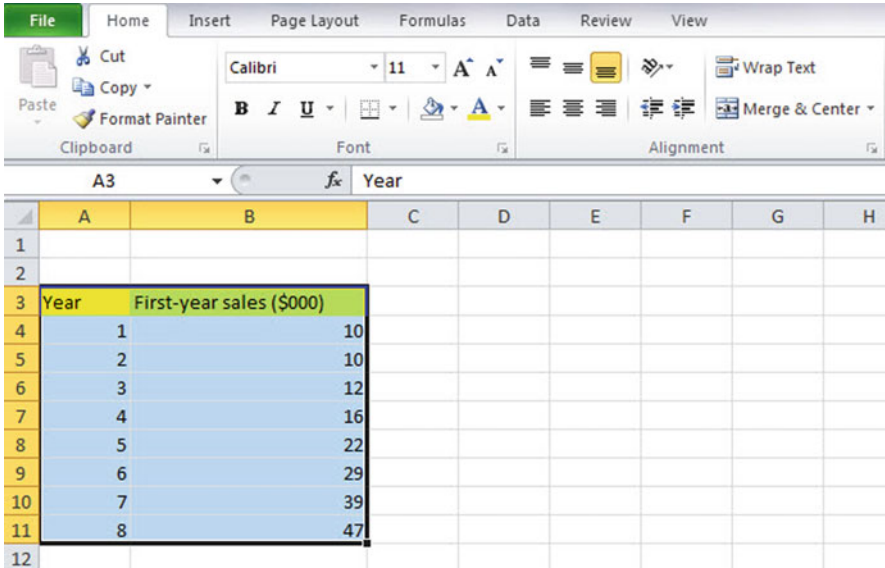 File Home Insert Page Layout Formulas Data Review View
Cut
Calibri 11 A A Wrap Text
Copy
Paste
Format Painter B I U A Merge & Center
Clipboard Font Alignment
A3 fx Year
A B C D E F G H
1
2
3 Year First-year sales ($000)
4 1 10
5 2 10
6 3 12
7 4 16
8 5 22
9 6 29
10 7 39
11 8 47
12